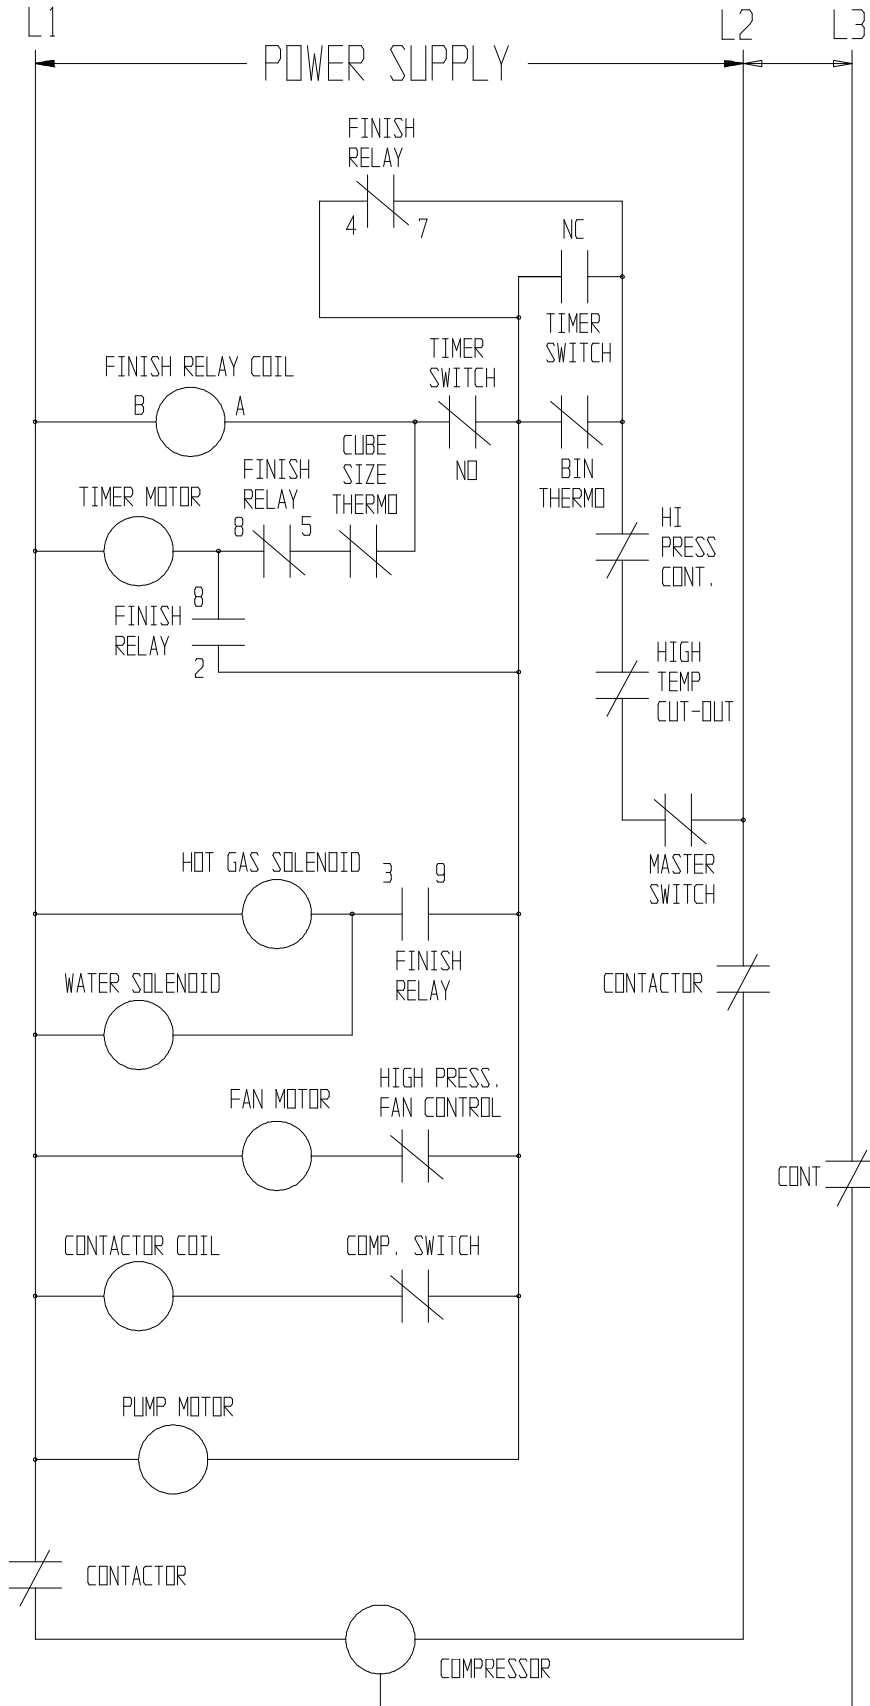 L1
L2
L3
POWER SUPPLY
FINISH
RELAY
4
7
NC
TIMER
SWITCH
TIMER
SWITCH
FINISH RELAY COIL
B
A
NO
BIN
THERMO
CUBE
SIZE
THERMO
FINISH
RELAY
8
5
TIMER MOTOR
HI
PRESS
CONT.
8
FINISH
RELAY
2
HIGH
TEMP
CUT-OUT
MASTER
SWITCH
HOT GAS SOLENOID
3
9
FINISH
RELAY
WATER SOLENOID
CONTACTOR
HIGH PRESS.
FAN CONTROL
FAN MOTOR
CONT
CONTACTOR COIL
COMP. SWITCH
PUMP MOTOR
CONTACTOR
COMPRESSOR